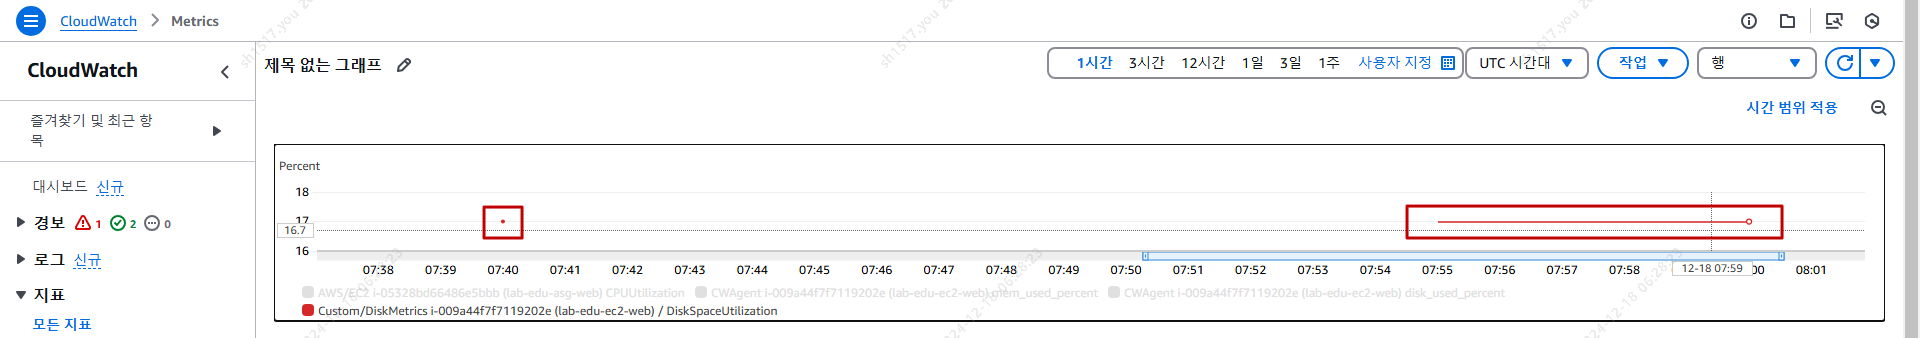 CloudWatch > Metrics
CloudWatch
제목 없는 그래프
1시간 3시간 12시간 1일 3일 1주 사용자 지정
UTC 시간대
작업
행
시간 범위 적용
즐겨찾기 및 최근 항
목
대시보드 신규
경보 1 2 0
로그 신규
지표
모든 지표
Percent
18
17
16.7
16
07:38 07:39 07:40 07:41 07:42 07:43 07:44 07:45 07:46 07:47 07:48 07:49 07:50 07:51 07:52 07:53 07:54 07:55 07:56 07:57 07:58 12-18 07:59 00 08:01
AWS/EC2 i-05328bd66486e5bbb (lab-edu-asg-web) CPUUtilization
CWAgent i-009a44f7f7119202e (lab-edu-ec2-web) mem_used_percent
CWAgent i-009a44f7f7119202e (lab-edu-ec2-web) disk_used_percent
Custom/DiskMetrics i-009a44f7f7119202e (lab-edu-ec2-web) / DiskSpaceUtilization